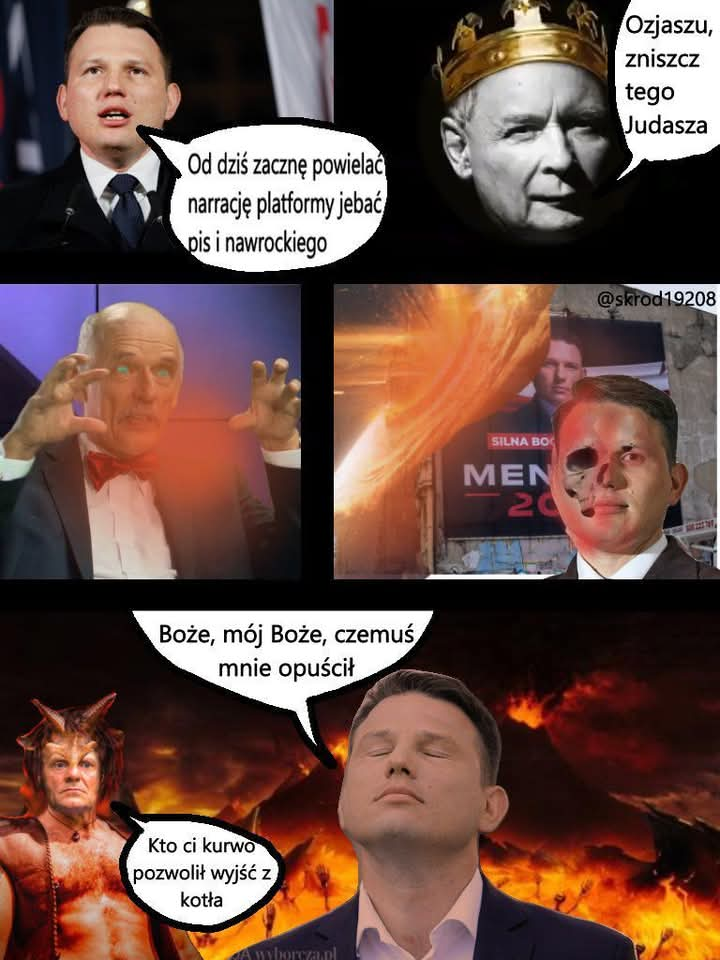 Od dziś zacznę powielać
narrację platformy jebać
pis i nawrockiego
Ozjaszu,
zniszcz
tego
Judasza
@skrod19208
SILNA
MEN
20
Boże, mój Boże, czemuś
mnie opuścił
Kto ci kurwo
pozwolił wyjść z
kotła
wyborcza.pl